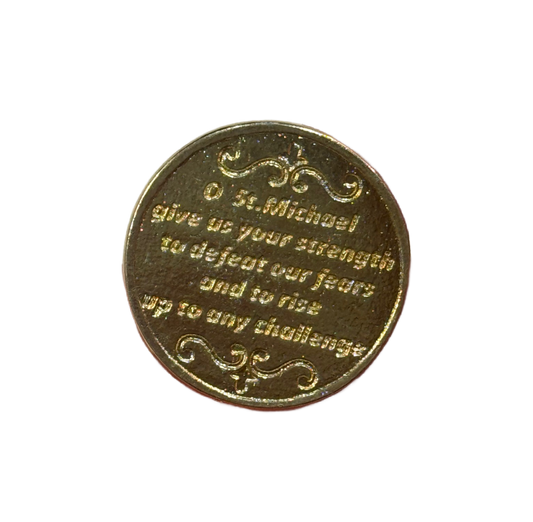 O St.Michael
give us your strength
to defeat our fears
and to rise
up to any challenge